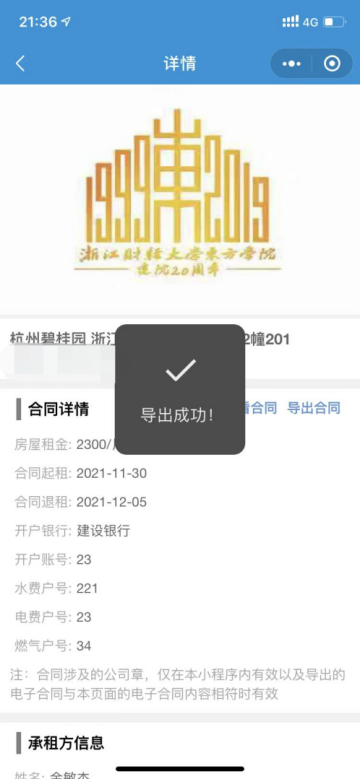 21:36
4G
详情
1999 東 2019
浙江财经大学东方学院
建院20周年
杭州碧桂园 浙江 2幢201
导出成功！
合同详情
看合同 导出合同
房屋租金: 2300/
合同起租: 2021-11-30
合同退租: 2021-12-05
开户银行: 建设银行
开户账号: 23
水费户号: 221
电费户号: 23
燃气户号: 34
注：合同涉及的公司章，仅在本小程序内有效以及导出的
电子合同与本页面的电子合同内容相符时有效
承租方信息
姓名: 金敏杰